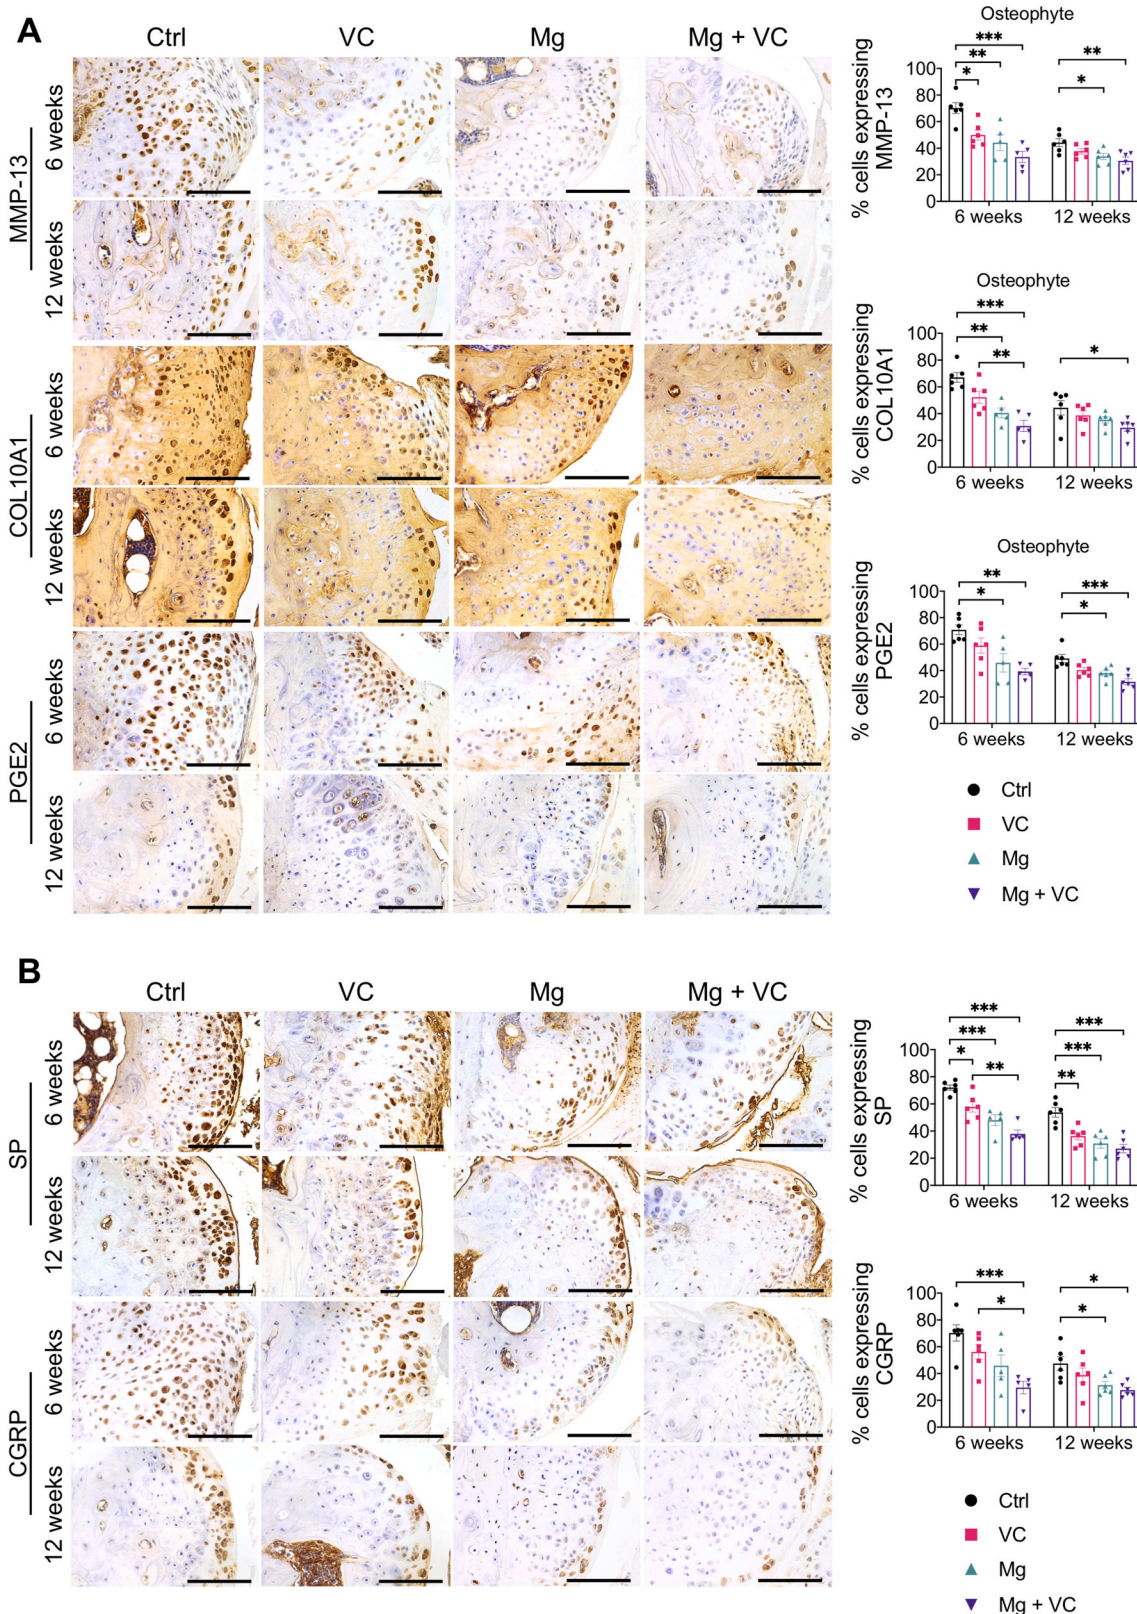 A
Ctrl VC Mg Mg + VC
MMP-13
6 weeks
12 weeks
COL10A1
6 weeks
12 weeks
PGE2
6 weeks
12 weeks
Osteophyte
% cells expressing
MMP-13
100
80
60
40
20
0
*** ** * ** *
6 weeks 12 weeks
Osteophyte
% cells expressing
COL10A1
100
80
60
40
20
0
*** ** ** *
6 weeks 12 weeks
Osteophyte
% cells expressing
PGE2
100
80
60
40
20
0
** * *** *
6 weeks 12 weeks
Ctrl
VC
Mg
Mg + VC
B
Ctrl VC Mg Mg + VC
SP
6 weeks
12 weeks
CGRP
6 weeks
12 weeks
% cells expressing
SP
100
80
60
40
20
0
*** *** * ** *** *** **
6 weeks 12 weeks
% cells expressing
CGRP
100
80
60
40
20
0
*** * * *
6 weeks 12 weeks
Ctrl
VC
Mg
Mg + VC